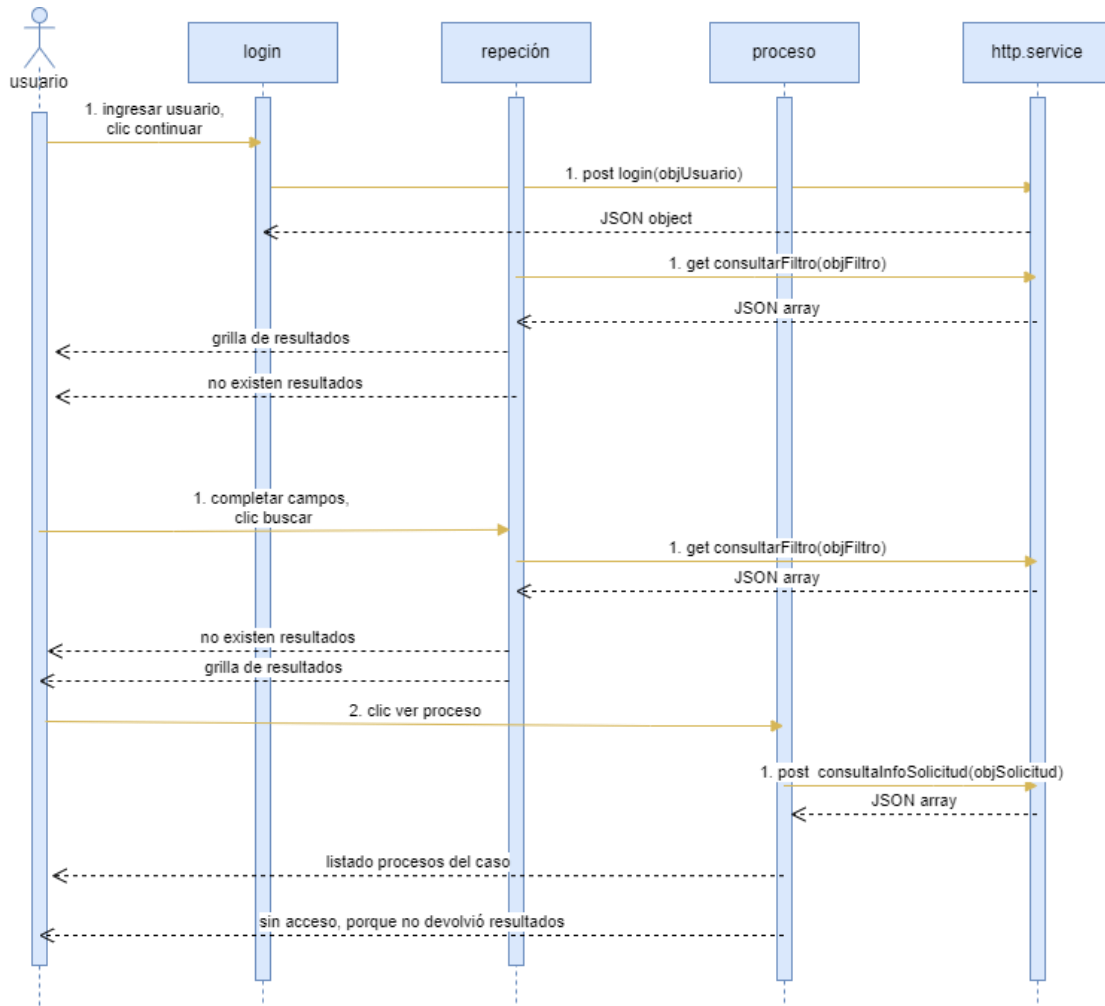 usuario
login
repeción
proceso
http.service
1. ingresar usuario,
clic continuar
1. post login(objUsuario)
JSON object
1. get consultarFiltro(objFiltro)
JSON array
grilla de resultados
no existen resultados
1. completar campos,
clic buscar
1. get consultarFiltro(objFiltro)
JSON array
no existen resultados
grilla de resultados
2. clic ver proceso
1. post consultaInfoSolicitud(objSolicitud)
JSON array
listado procesos del caso
sin acceso, porque no devolvió resultados